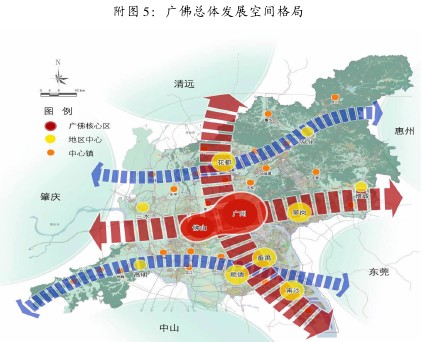 附图5：广佛总体发展空间格局
N
清远
图 例
广佛核心区
地区中心
中心镇
惠州
花都
肇庆
广州
萝岗
佛山
番禺
顺德
高明
南沙
东莞
中山